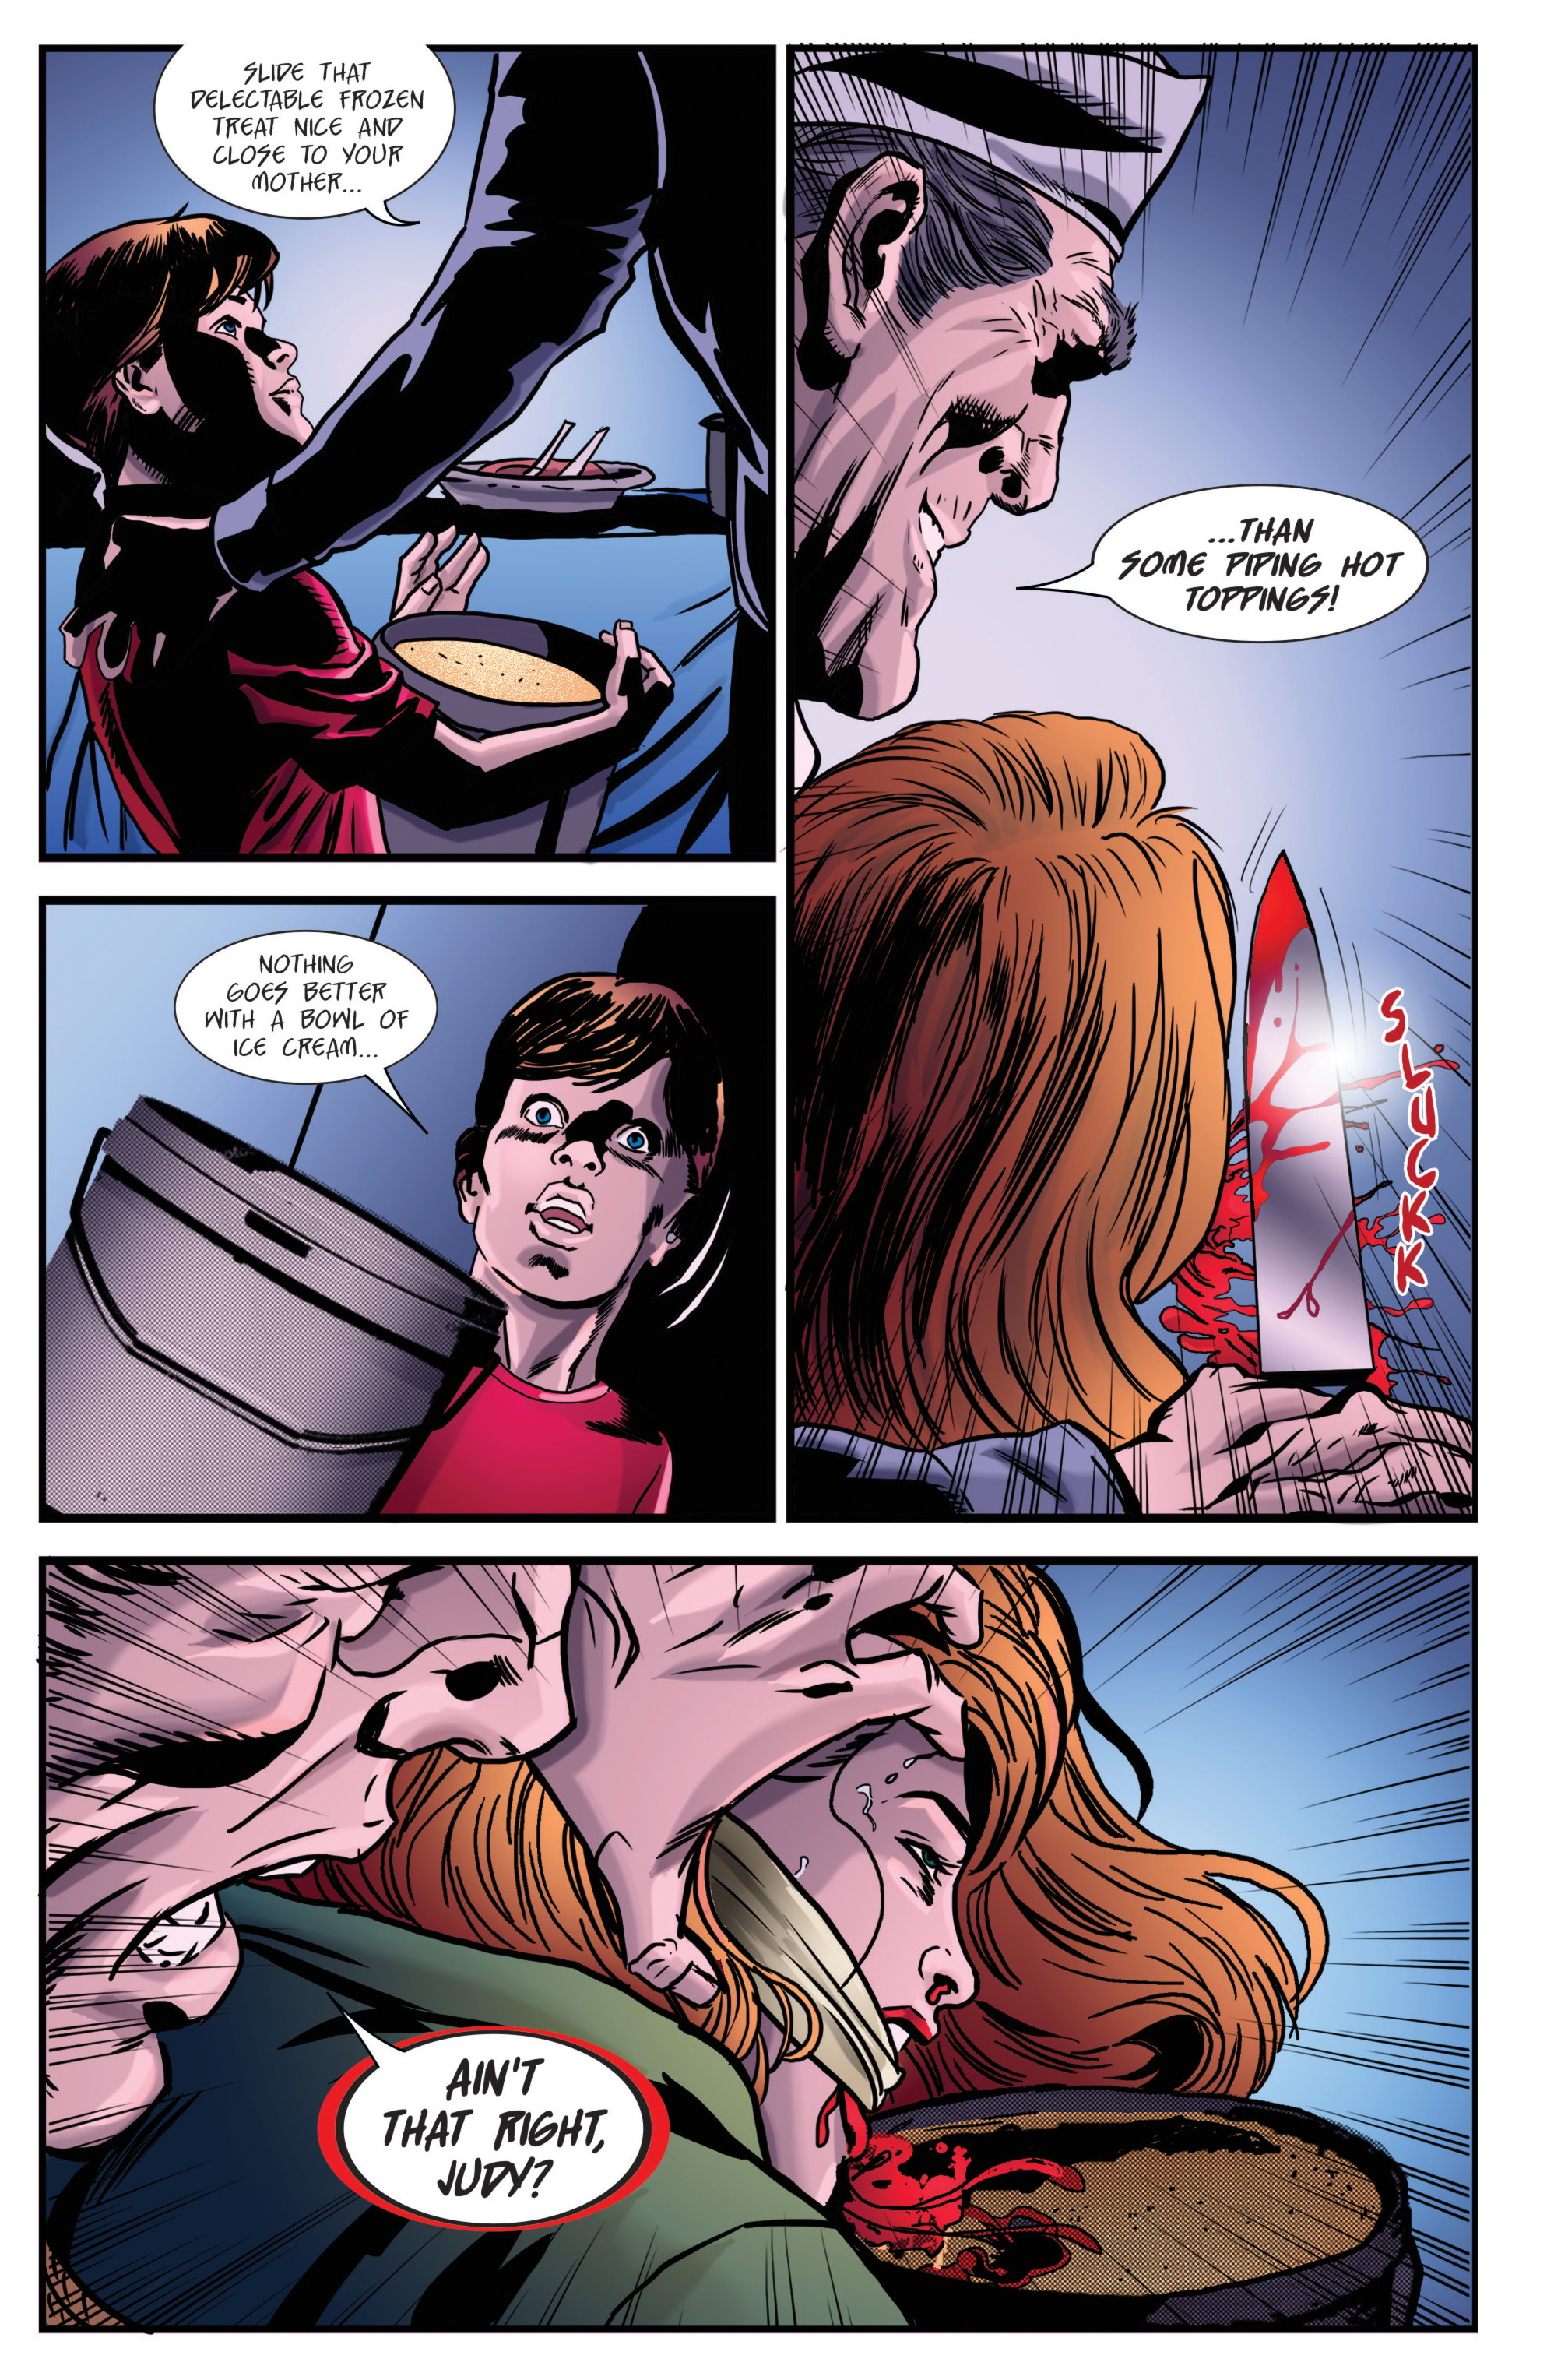 SLIDE THAT
DELECTABLE FROZEN
TREAT NICE AND
CLOSE TO YOUR
MOTHER...
NOTHING
GOES BETTER
WITH A BOWL OF
ICE CREAM...
...THAN
SOME PIPING HOT
TOPPINGS!
SLUCKK
AIN'T
THAT RIGHT,
JUDY?